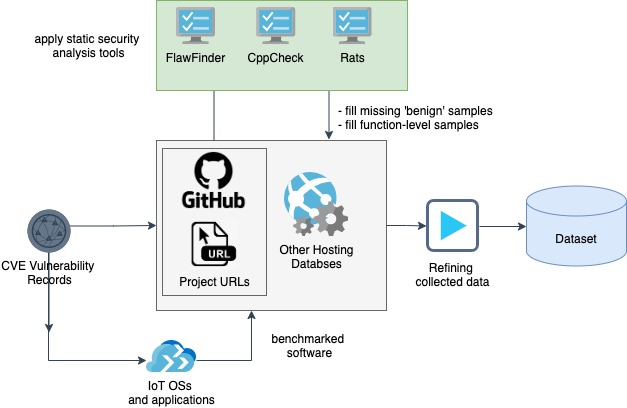 apply static security
analysis tools
FlawFinder
CppCheck
Rats
- fill missing 'benign' samples
- fill function-level samples
GitHub
URL
Project URLs
Other Hosting
Databses
CVE Vulnerability
Records
Refining
collected data
Dataset
benchmarked
software
IoT OSs
and applications